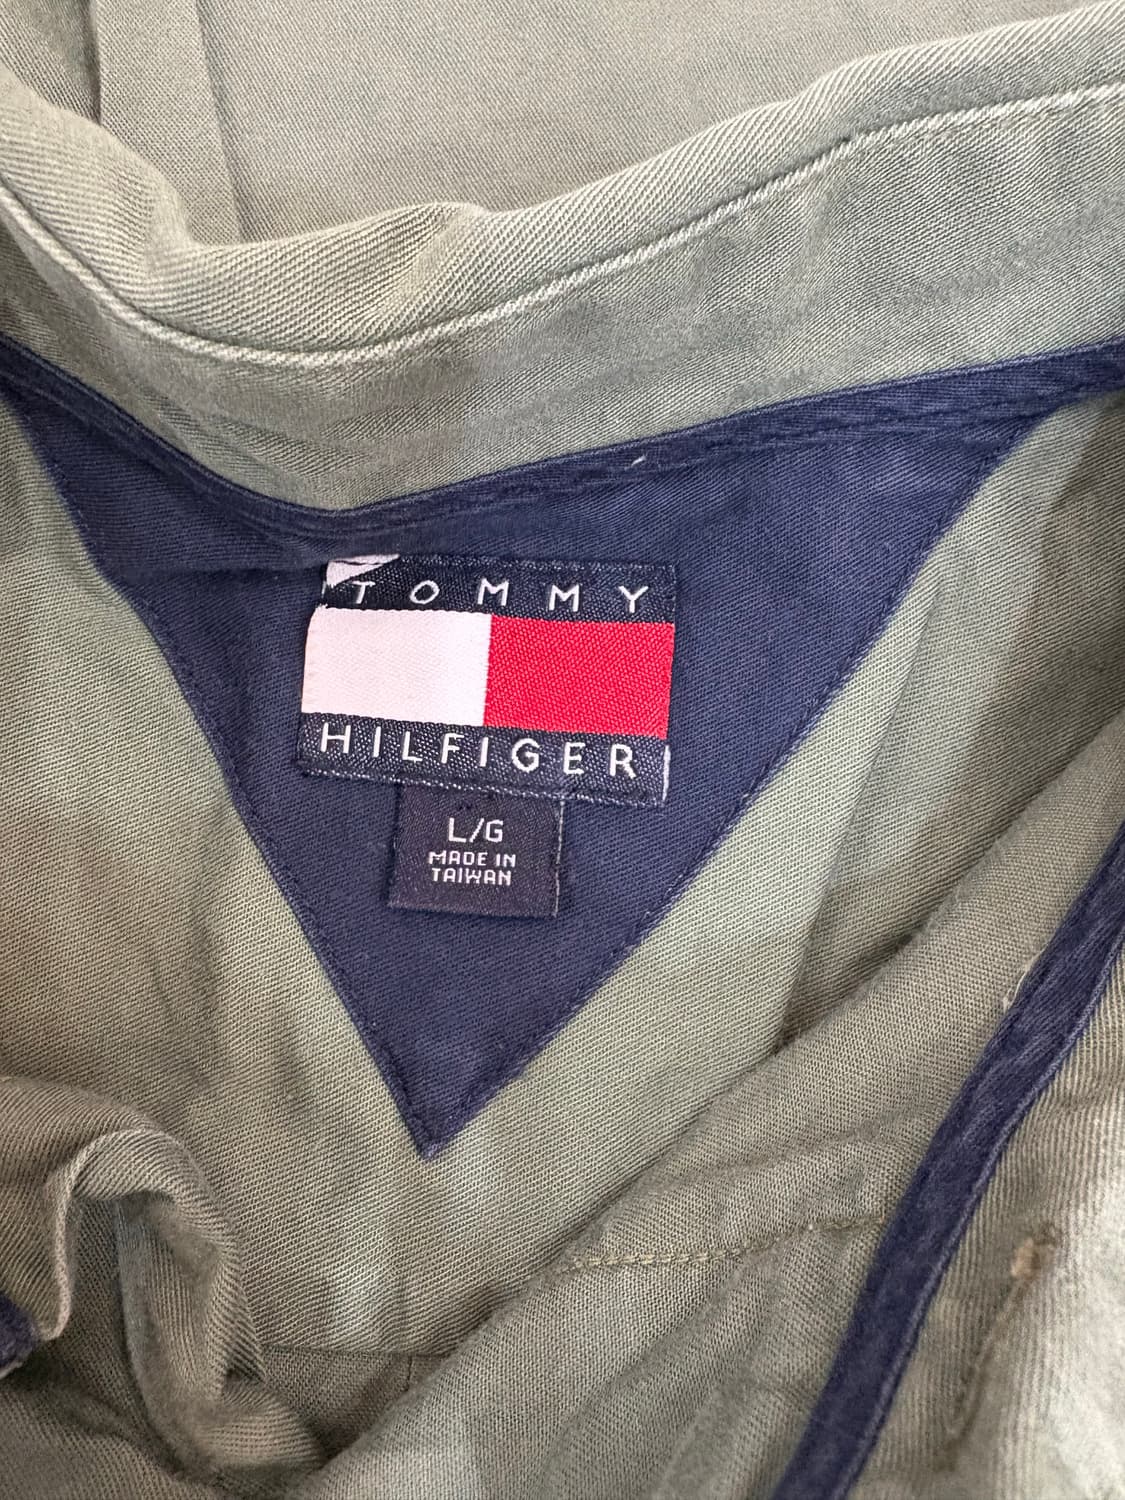 TOMMY
HILFIGER
L/G
MADE IN
TAIWAN